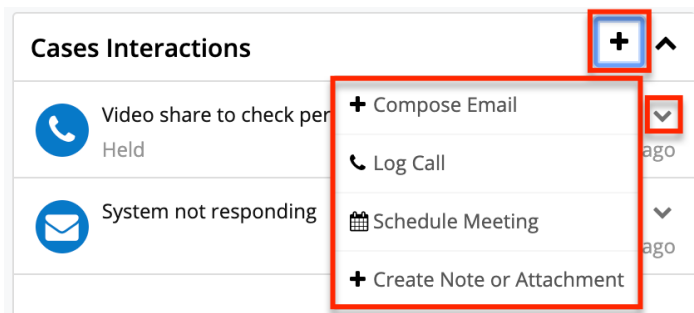 Cases Interactions
Video share to check per
Held
ago
System not responding
ago
Compose Email
Log Call
Schedule Meeting
Create Note or Attachment